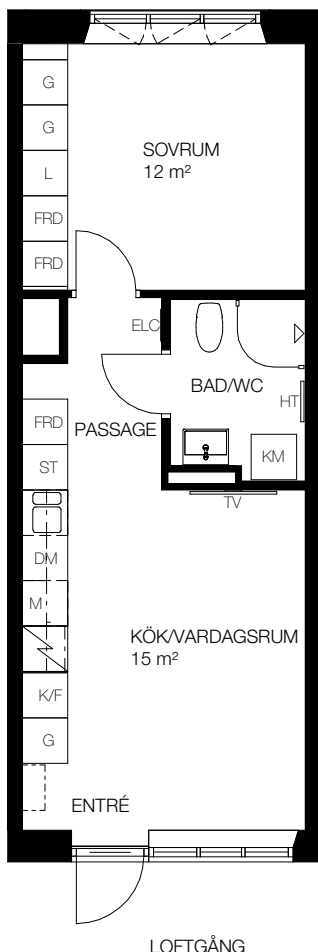 G
G
SOVRUM
12 m²
L
FRD
FRD
ELC
BAD/WC
HT
FRD
PASSAGE
ST
KM
TV
DM
M
KÖK/VARDAGSRUM
15 m²
K/F
G
ENTRÉ
LOFTGÅNG